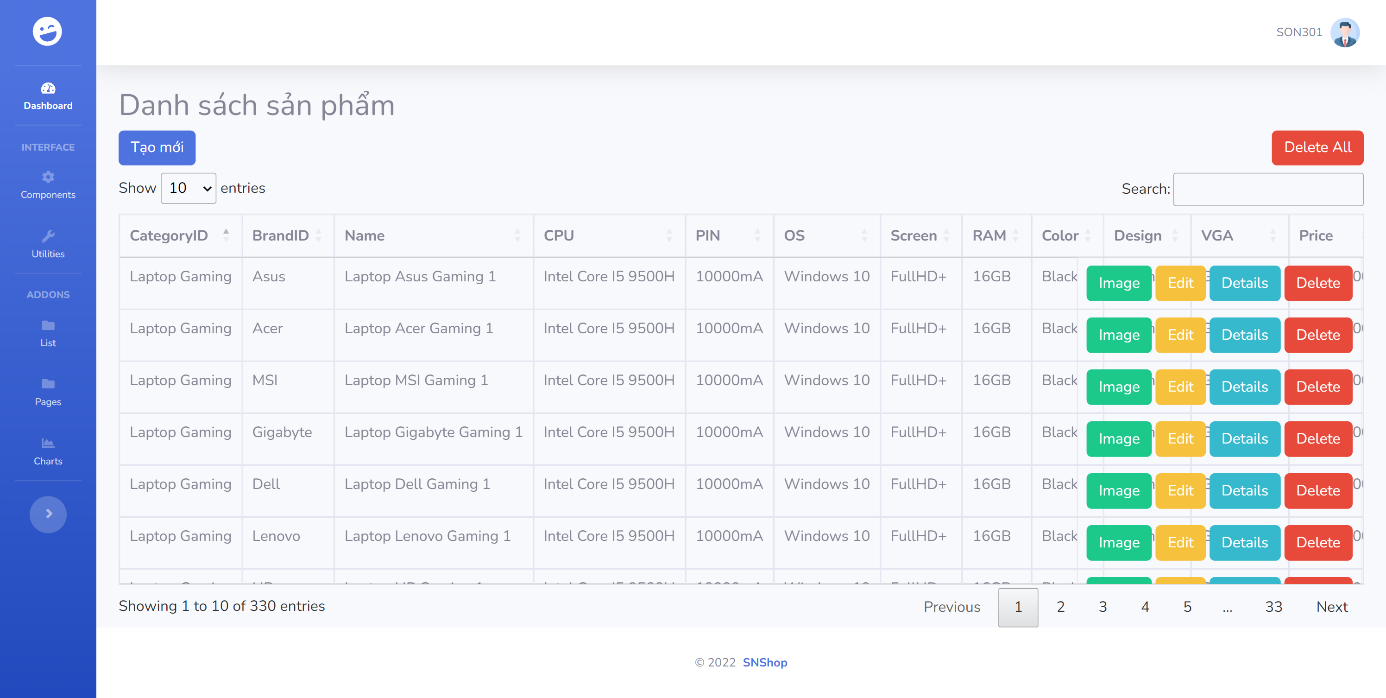 SON301
Dashboard
INTERFACE
Components
Utilities
ADDONS
List
Pages
Charts
Danh sách sản phẩm
Tạo mới Delete All
Show 10 entries Search:
CategoryID BrandID Name CPU PIN OS Screen RAM Color Design VGA Price
Laptop Gaming Asus Laptop Asus Gaming 1 Intel Core I5 9500H 10000mA Windows 10 FullHD+ 16GB Black Image Edit Details Delete
Laptop Gaming Acer Laptop Acer Gaming 1 Intel Core I5 9500H 10000mA Windows 10 FullHD+ 16GB Black Image Edit Details Delete
Laptop Gaming MSI Laptop MSI Gaming 1 Intel Core I5 9500H 10000mA Windows 10 FullHD+ 16GB Black Image Edit Details Delete
Laptop Gaming Gigabyte Laptop Gigabyte Gaming 1 Intel Core I5 9500H 10000mA Windows 10 FullHD+ 16GB Black Image Edit Details Delete
Laptop Gaming Dell Laptop Dell Gaming 1 Intel Core I5 9500H 10000mA Windows 10 FullHD+ 16GB Black Image Edit Details Delete
Laptop Gaming Lenovo Laptop Lenovo Gaming 1 Intel Core I5 9500H 10000mA Windows 10 FullHD+ 16GB Black Image Edit Details Delete
Showing 1 to 10 of 330 entries Previous 1 2 3 4 5 … 33 Next
© 2022 SNShop